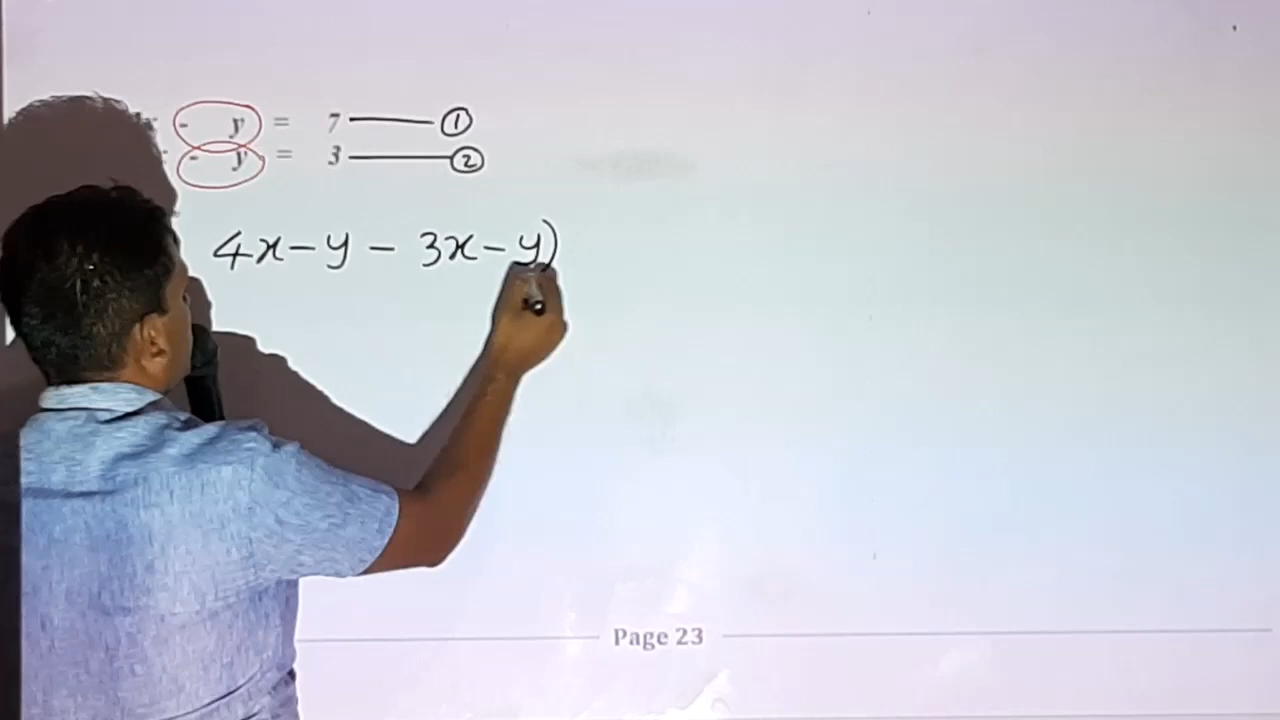 - y = 7 ——— ①
- y = 3 ——— ②
4x - y - 3x - y)
Page 23